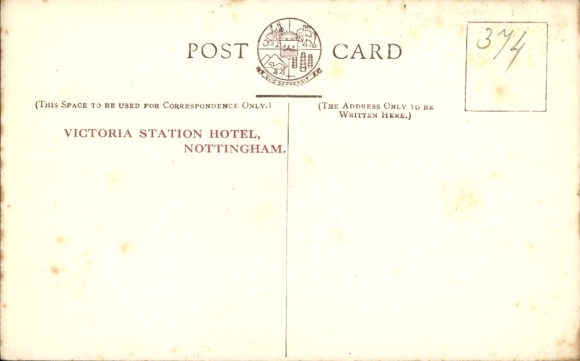 POST CARD
374
(THIS SPACE TO BE USED FOR CORRESPONDENCE ONLY.)
(THE ADDRESS ONLY TO BE
WRITTEN HERE.)
VICTORIA STATION HOTEL,
NOTTINGHAM.